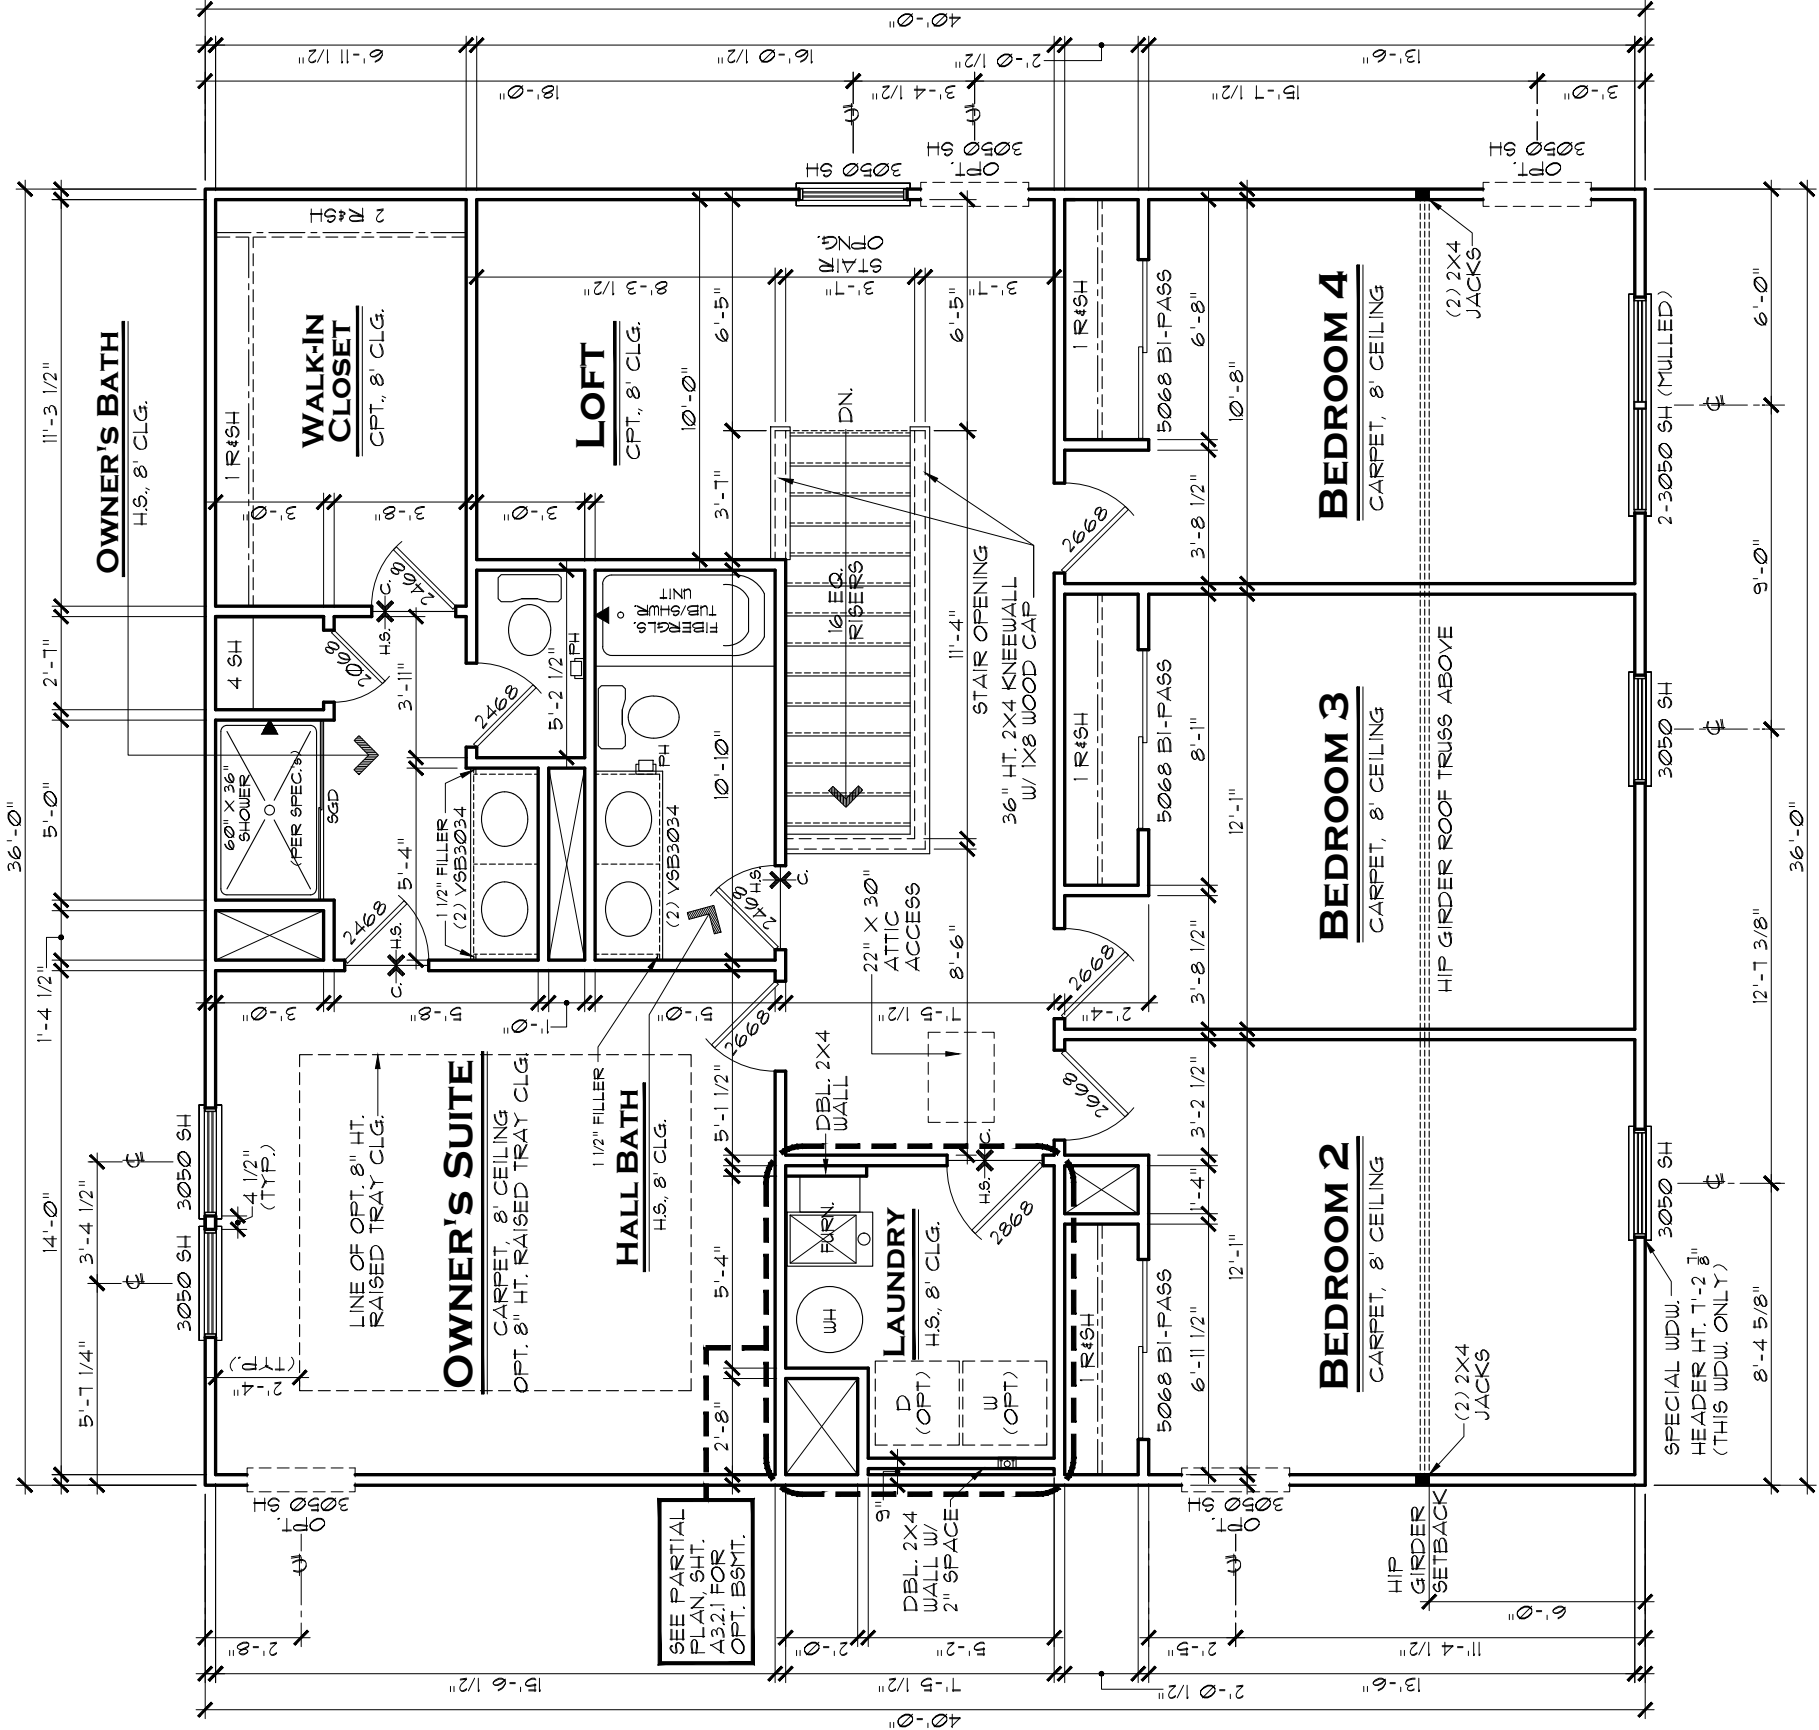 40'-0"
6'-11 1/2"
16'-0 1/2"
2'-0 1/2"
13'-6"
18'-0"
3'-4 1/2"
15'-7 1/2"
3'-0"
3050 SH
OPT.
3050 SH
OPT.
3050 SH
36'-0"
11'-3 1/2"
2'-7"
5'-0"
1'-4 1/2"
14'-0"
3'-4 1/2"
5'-7 1/4"
OWNER'S BATH
H.S., 8' CLG.
2 R&SH
1 R&SH
WALK-IN
CLOSET
CPT., 8' CLG.
3'-0"
3'-8"
3'-0"
2468
C.
H.S.
4 SH
2068
3'-11"
60" X 36"
SHOWER
(PER SPEC.s)
SGD
5'-4"
2468
H.S.
C.
1 1/2" FILLER
(2) VSB3034
2468
5'-2 1/2"
PH
LOFT
CPT., 8' CLG.
10'-0"
8'-3 1/2"
3'-7"
3'-7"
6'-5"
6'-5"
3'-7"
STAIR
OPNG.
DN.
16 EQ.
RISERS
11'-4"
STAIR OPENING
36" HT. 2X4 KNEEWALL
W/ 1X8 WOOD CAP
FIBERGLS.
TUB/SHWR.
UNIT
PH
10'-10"
(2) VSB3034
2468
H.S.
C.
22" X 30"
ATTIC
ACCESS
8'-6"
3'-0"
5'-8"
1'-0"
5'-0"
7'-5 1/2"
2'-4"
2668
5'-1 1/2"
DBL. 2X4
WALL
3050 SH
3050 SH
4 1/2"
(TYP.)
2'-4"
(TYP.)
LINE OF OPT. 8" HT.
RAISED TRAY CLG.
OWNER'S SUITE
CARPET, 8' CEILING
OPT. 8" HT. RAISED TRAY CLG.
1 1/2" FILLER
HALL BATH
H.S., 8' CLG.
5'-4"
2'-8"
FURN.
WH
LAUNDRY
H.S., 8' CLG.
H.S.
C.
2868
D
(OPT)
W
(OPT)
9"
DBL. 2X4
WALL W/
2" SPACE
SEE PARTIAL
PLAN, SHT.
A3.2.1 FOR
OPT. BSMT.
1 R&SH
5068 BI-PASS
6'-8"
10'-8"
BEDROOM 4
CARPET, 8' CEILING
(2) 2X4
JACKS
2668
3'-8 1/2"
1 R&SH
5068 BI-PASS
8'-1"
12'-1"
BEDROOM 3
CARPET, 8' CEILING
HIP GIRDER ROOF TRUSS ABOVE
2668
3'-8 1/2"
2668
3'-2 1/2"
1'-4"
1 R&SH
5068 BI-PASS
6'-11 1/2"
12'-1"
BEDROOM 2
CARPET, 8' CEILING
(2) 2X4
JACKS
2-3050 SH (MULLED)
3050 SH
3050 SH
SPECIAL WDW.
HEADER HT. 7'-2 7/8"
(THIS WDW. ONLY)
6'-0"
9'-0"
12'-7 3/8"
8'-4 5/8"
36'-0"
OPT.
3050 SH
OPT.
3050 SH
HIP
GIRDER
SETBACK
6'-0"
2'-8"
2'-0"
5'-2"
2'-5"
11'-4 1/2"
15'-6 1/2"
7'-5 1/2"
2'-0 1/2"
13'-6"
40'-0"